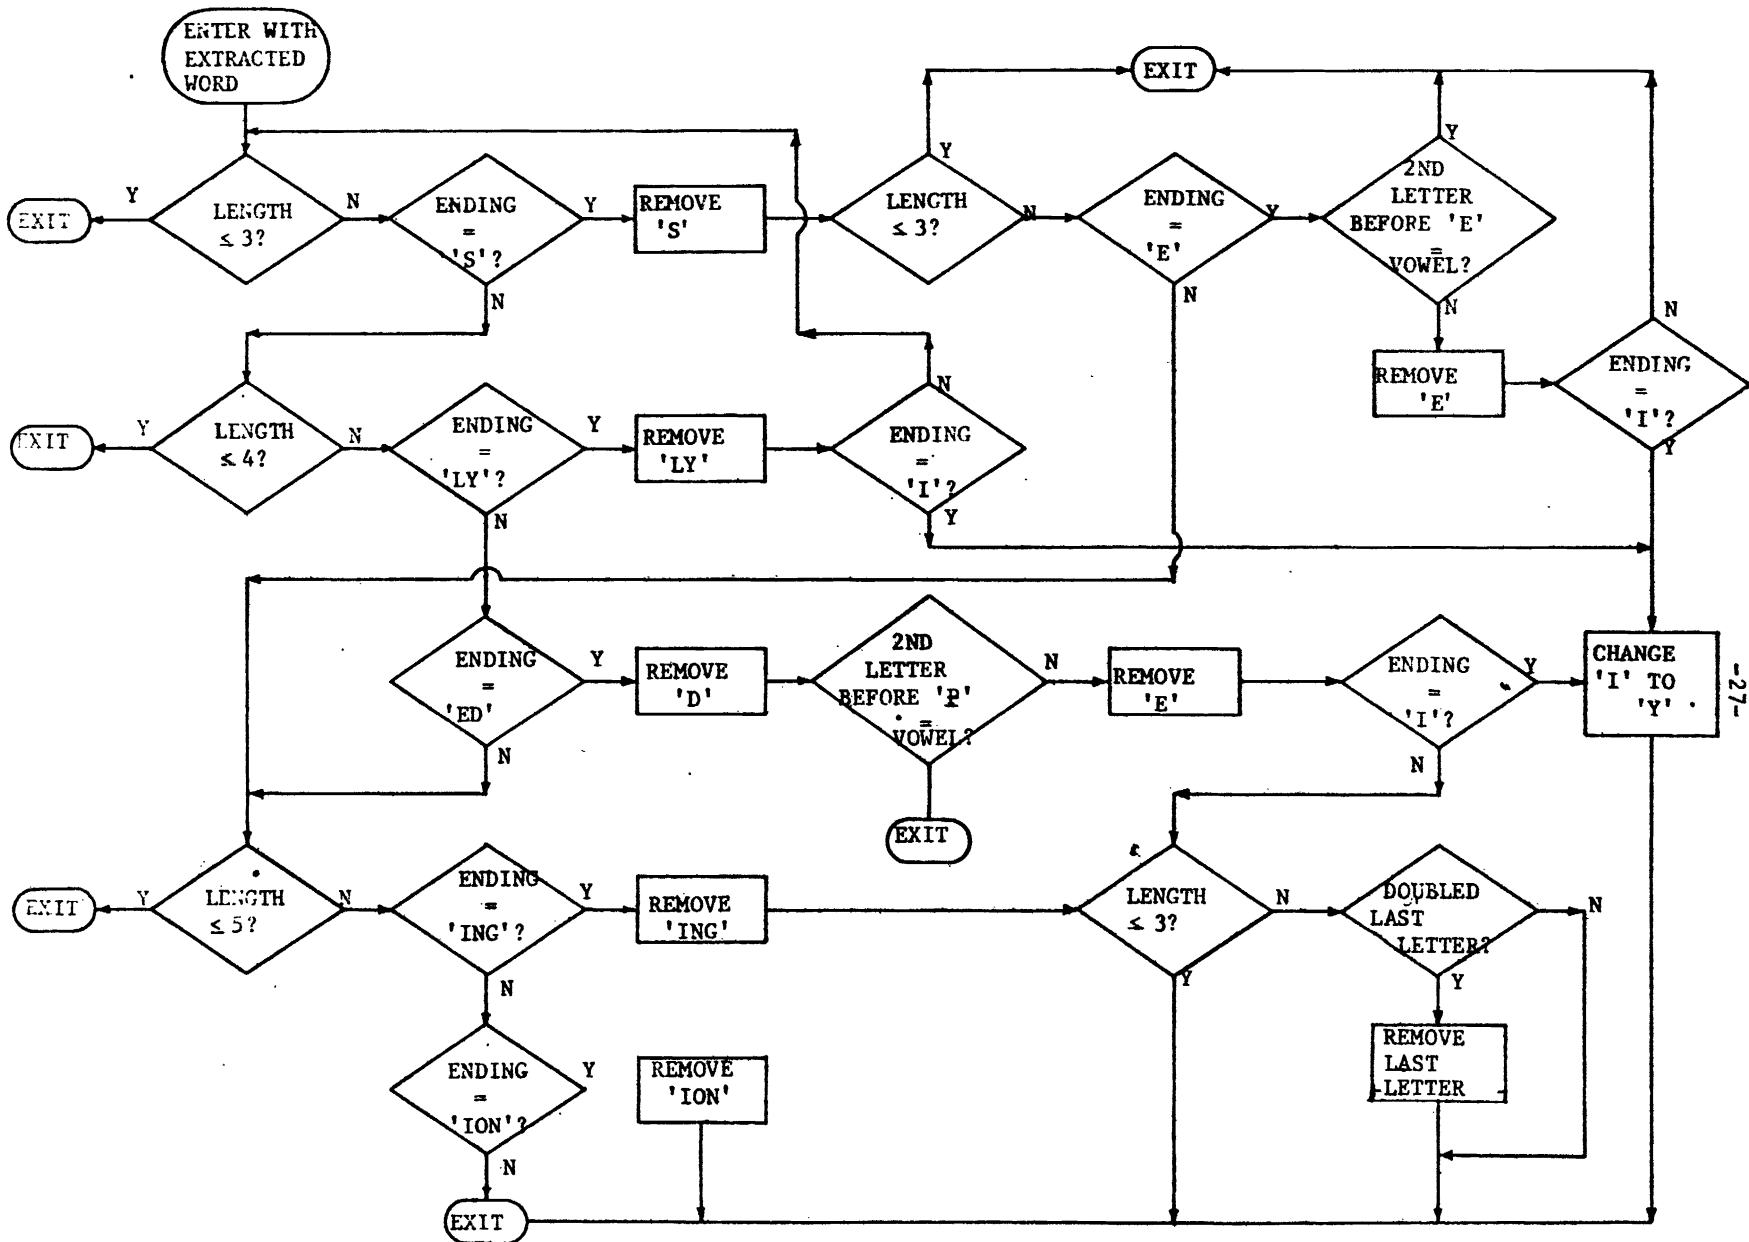 ENTER WITH
EXTRACTED
WORD
EXIT
Y
LENGTH
≤ 3?
N
ENDING
=
'S'?
Y
N
REMOVE
'S'
LENGTH
≤ 3?
Y
N
EXIT
ENDING
=
'E'
Y
N
2ND
LETTER
BEFORE 'E'
=
VOWEL?
Y
N
REMOVE
'E'
ENDING
=
'I'?
N
Y
EXIT
Y
LENGTH
≤ 4?
N
ENDING
=
'LY'?
Y
N
REMOVE
'LY'
ENDING
=
'I'?
N
Y
ENDING
=
'ED'
Y
N
REMOVE
'D'
2ND
LETTER
BEFORE 'P'
=
VOWEL?
N
EXIT
REMOVE
'E'
ENDING
=
'I'?
Y
N
CHANGE
'I' TO
'Y'
-27-
EXIT
Y
LENGTH
≤ 5?
N
ENDING
=
'ING'?
Y
N
REMOVE
'ING'
LENGTH
≤ 3?
N
Y
DOUBLED
LAST
LETTER?
N
Y
REMOVE
LAST
LETTER
ENDING
=
'ION'?
Y
N
REMOVE
'ION'
EXIT